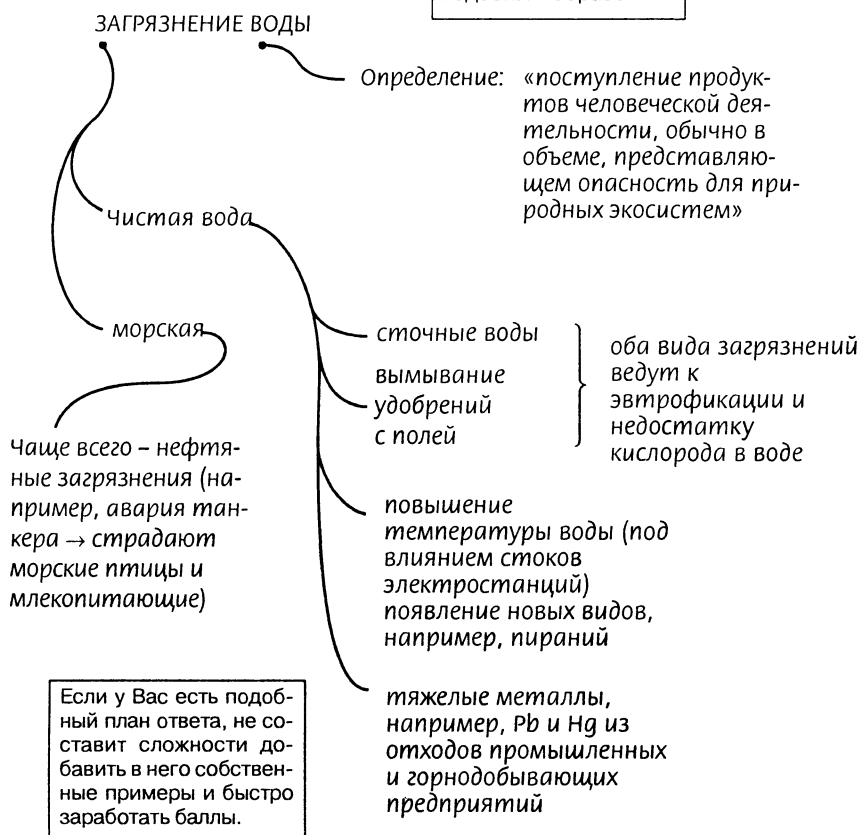 ЗАГРЯЗНЕНИЕ ВОДЫ
Определение: «поступление продук-
тов человеческой дея-
тельности, обычно в
объеме, представляю-
щем опасность для при-
родных экосистем»
Чистая вода
морская
сточные воды
вымывание
удобрений
с полей
оба вида загрязнений
ведут к
эвтрофикации и
недостатку
кислорода в воде
Чаще всего – нефтя-
ные загрязнения (на-
пример, авария тан-
кера → страдают
морские птицы и
млекопитающие)
повышение
температуры воды (под
влиянием стоков
электростанций)
появление новых видов,
например, пираний
тяжелые металлы,
например, Pb и Hg из
отходов промышленных
и горнодобывающих
предприятий
Если у Вас есть подоб-
ный план ответа, не со-
ставит сложности до-
бавить в него собствен-
ные примеры и быстро
заработать баллы.